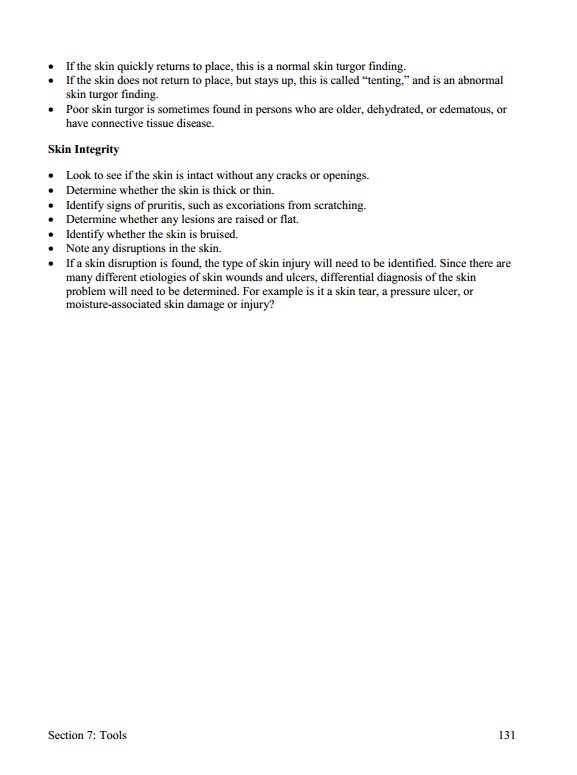 • If the skin quickly returns to place, this is a normal skin turgor finding.
• If the skin does not return to place, but stays up, this is called “tenting,” and is an abnormal
skin turgor finding.
• Poor skin turgor is sometimes found in persons who are older, dehydrated, or edematous, or
have connective tissue disease.
Skin Integrity
• Look to see if the skin is intact without any cracks or openings.
• Determine whether the skin is thick or thin.
• Identify signs of pruritis, such as excoriations from scratching.
• Determine whether any lesions are raised or flat.
• Identify whether the skin is bruised.
• Note any disruptions in the skin.
• If a skin disruption is found, the type of skin injury will need to be identified. Since there are
many different etiologies of skin wounds and ulcers, differential diagnosis of the skin
problem will need to be determined. For example is it a skin tear, a pressure ulcer, or
moisture-associated skin damage or injury?
Section 7: Tools 131